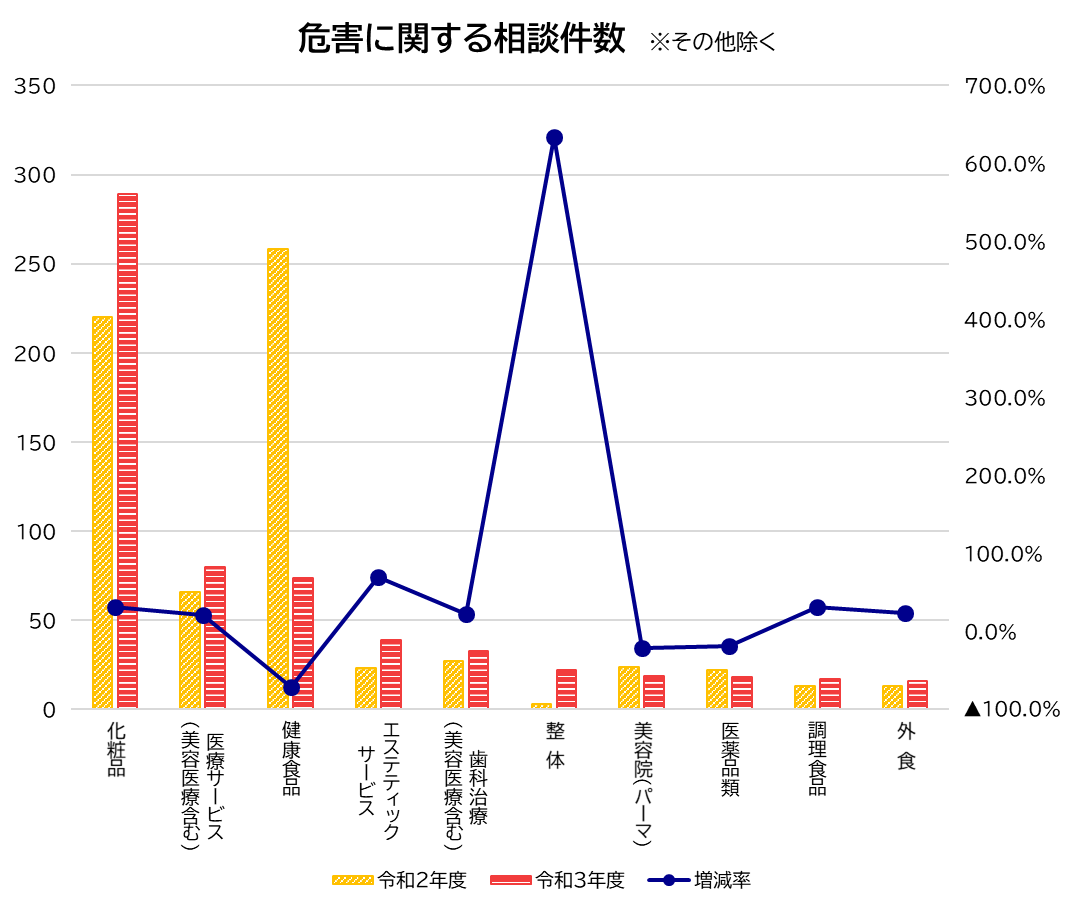 危害に関する相談件数 ※その他除く
350
300
250
200
150
100
50
0
700.0%
600.0%
500.0%
400.0%
300.0%
200.0%
100.0%
0.0%
▲100.0%
化粧品
医療サービス
(美容医療含む)
健康食品
エステティック
サービス
歯科治療
(美容医療含む)
整 体
美容院(パーマ)
医薬品類
調理食品
外 食
令和2年度 令和3年度 増減率